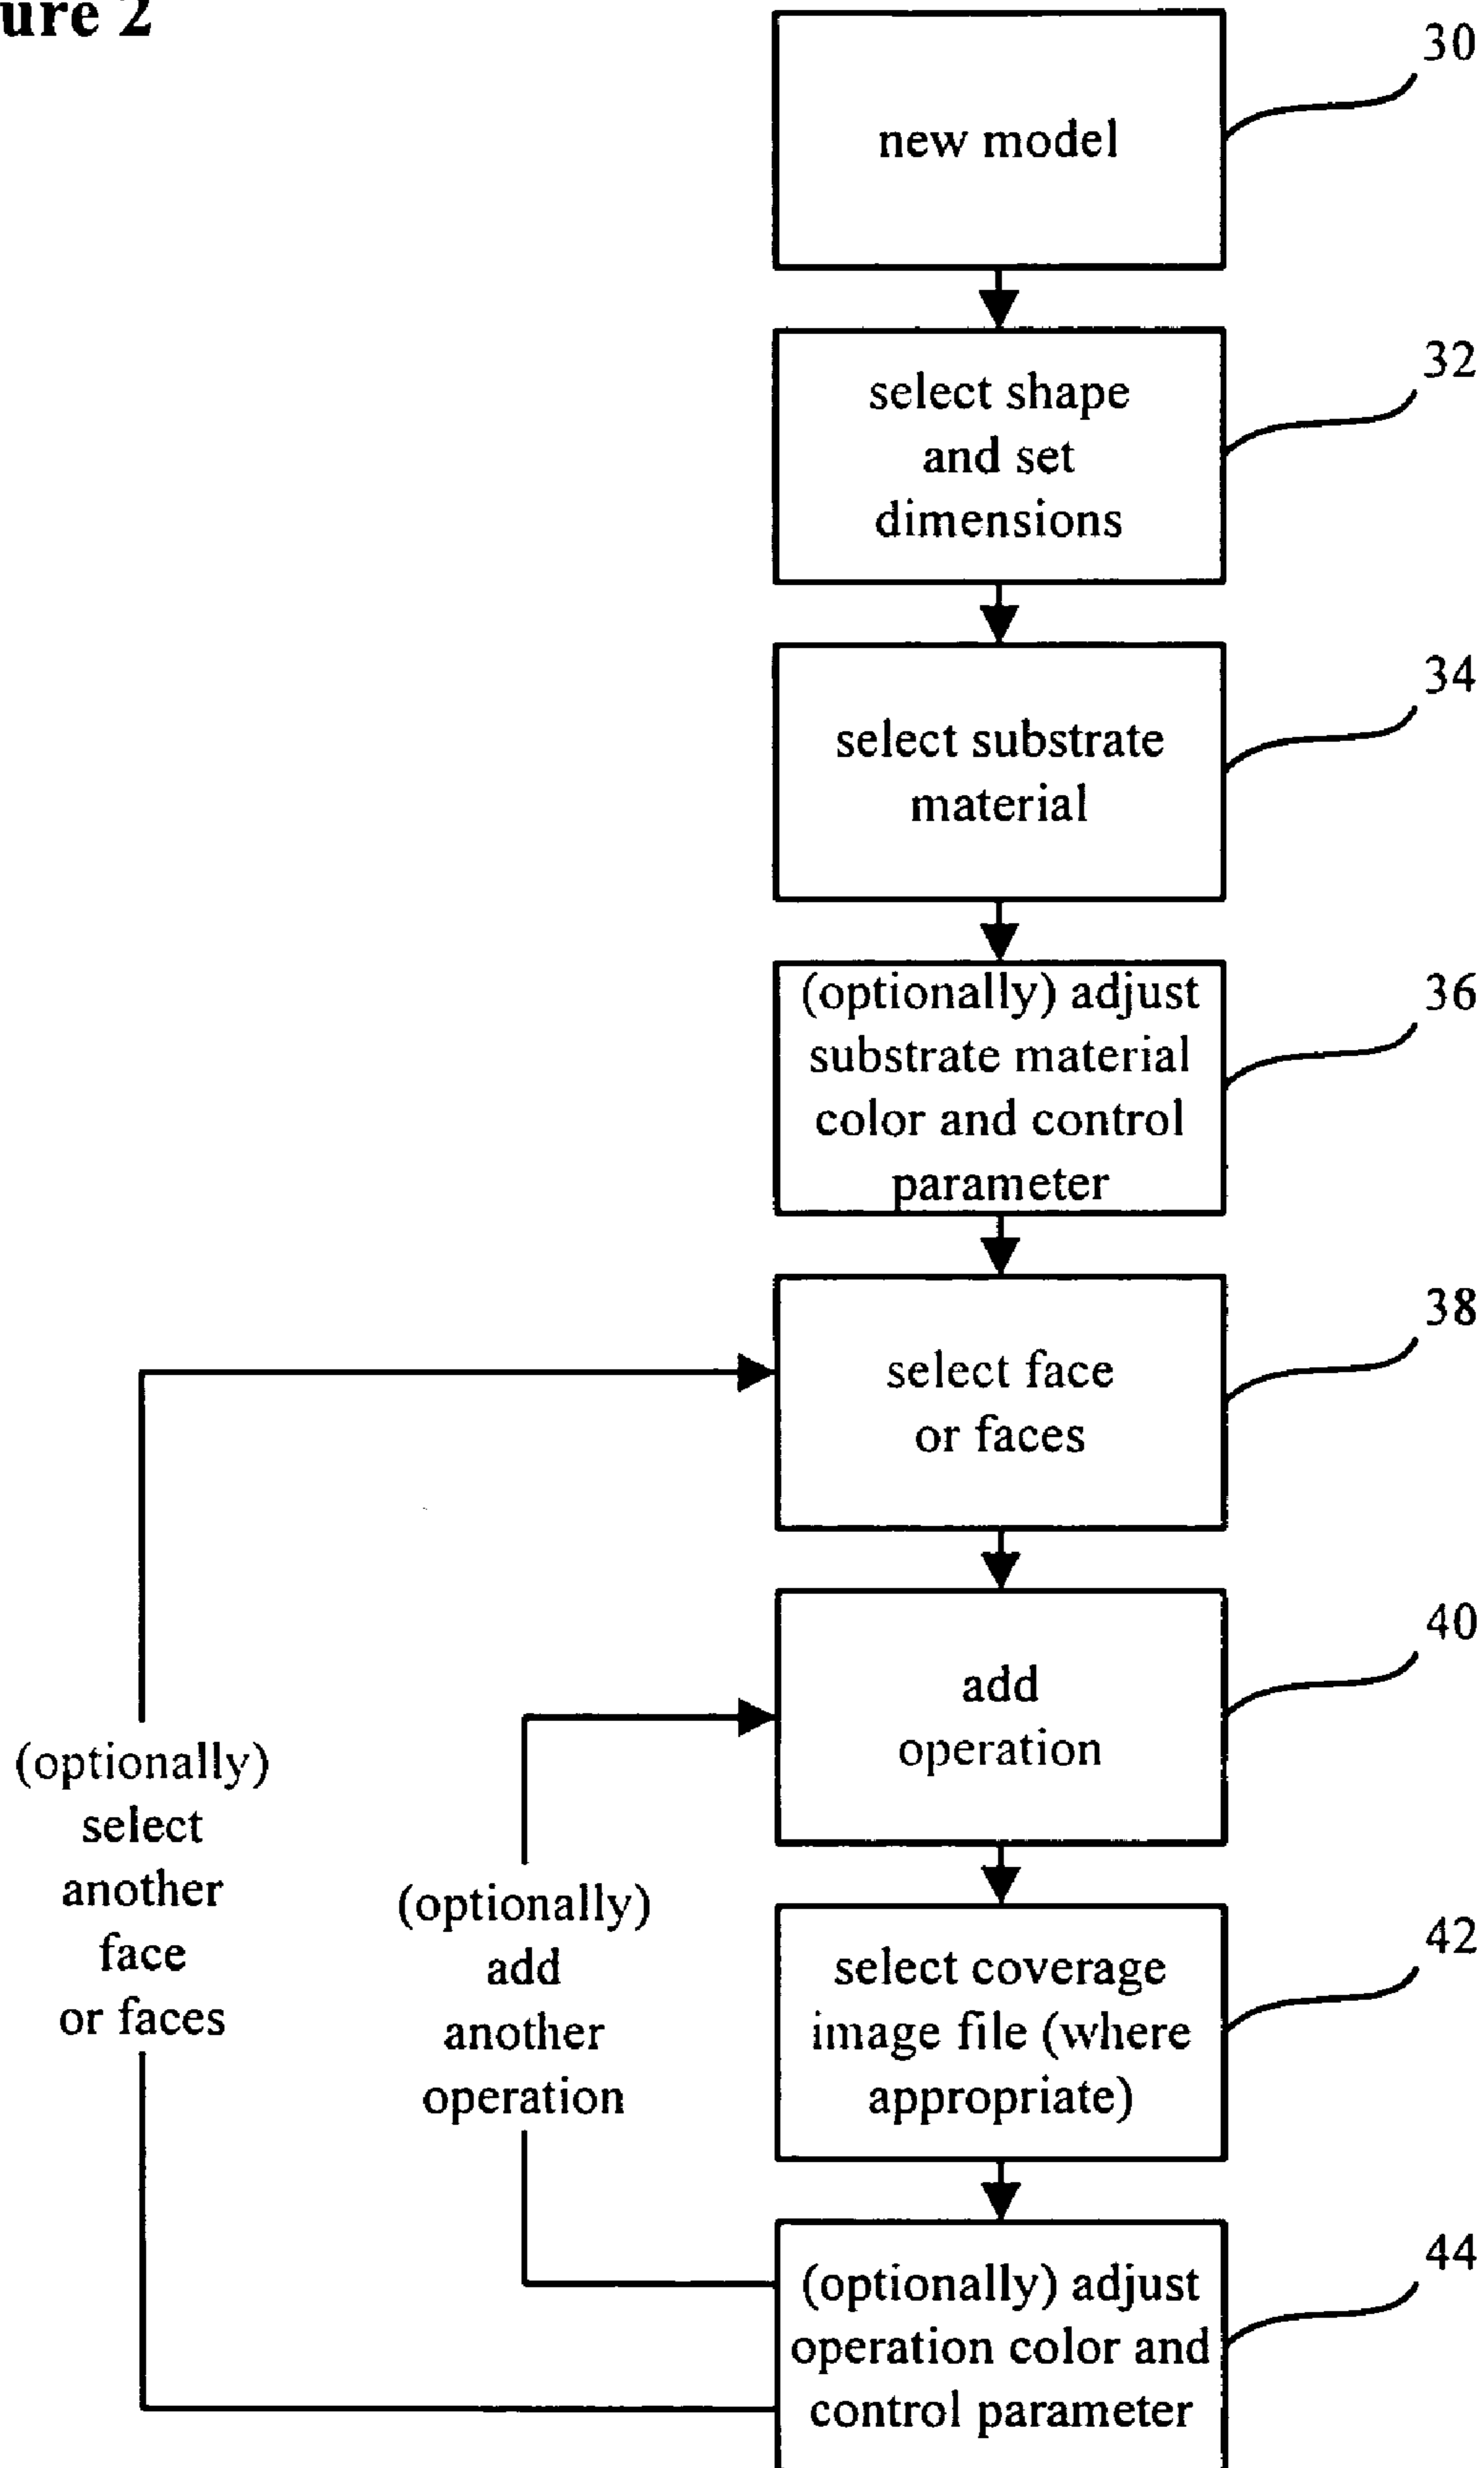 ure 2
30
new model
32
select shape
and set
dimensions
34
select substrate
material
36
(optionally) adjust
substrate material
color and control
parameter
38
select face
or faces
40
add
operation
(optionally)
select
another
face
or faces
(optionally)
add
another
operation
42
select coverage
image file (where
appropriate)
44
(optionally) adjust
operation color and
control parameter